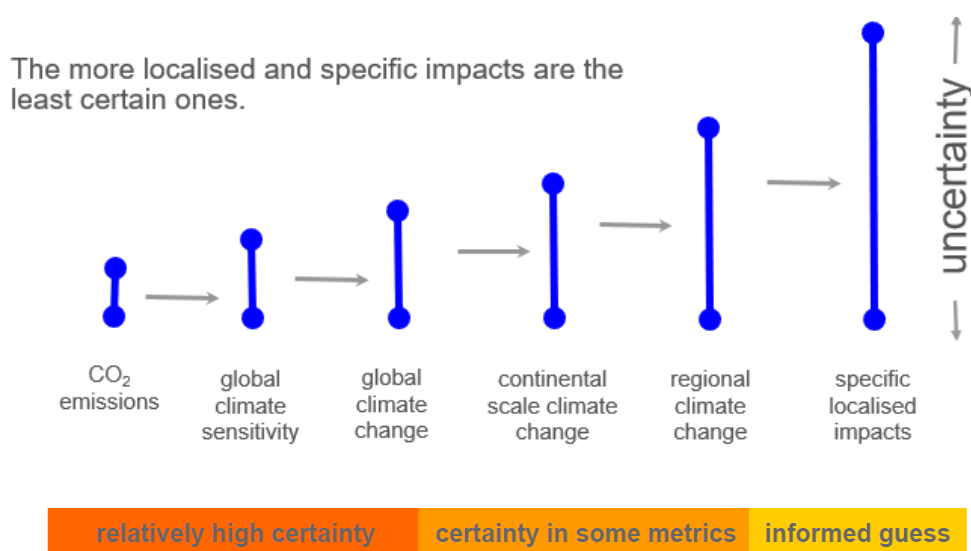 The more localised and specific impacts are the
least certain ones.
uncertainty
CO₂
emissions
global
climate
sensitivity
global
climate
change
continental
scale climate
change
regional
climate
change
specific
localised
impacts
relatively high certainty
certainty in some metrics
informed guess